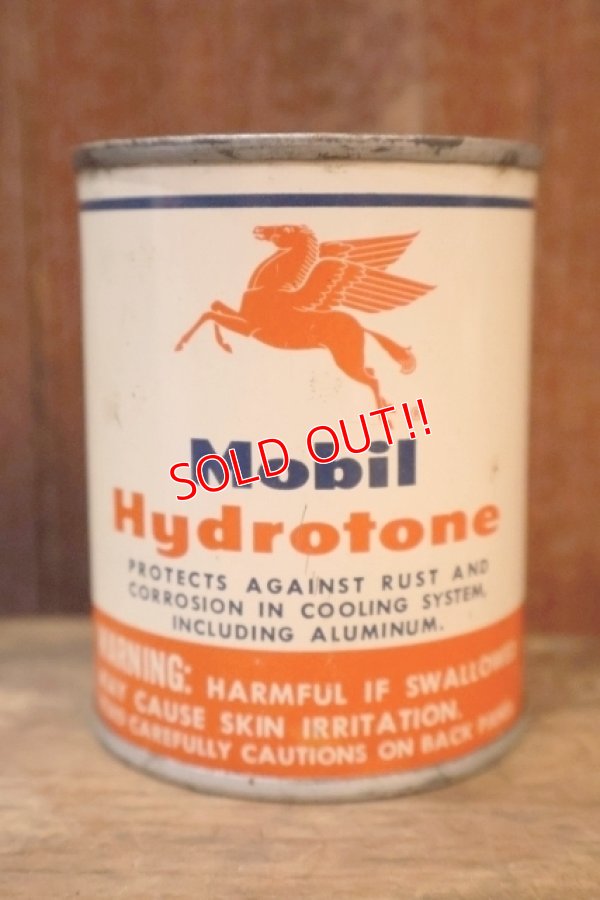 Mobil
SOLD OUT!!
Hydrotone
PROTECTS AGAINST RUST AND
CORROSION IN COOLING SYSTEM,
INCLUDING ALUMINUM.
WARNING: HARMFUL IF SWALLOWED
MAY CAUSE SKIN IRRITATION.
CAREFULLY CAUTIONS ON BACK